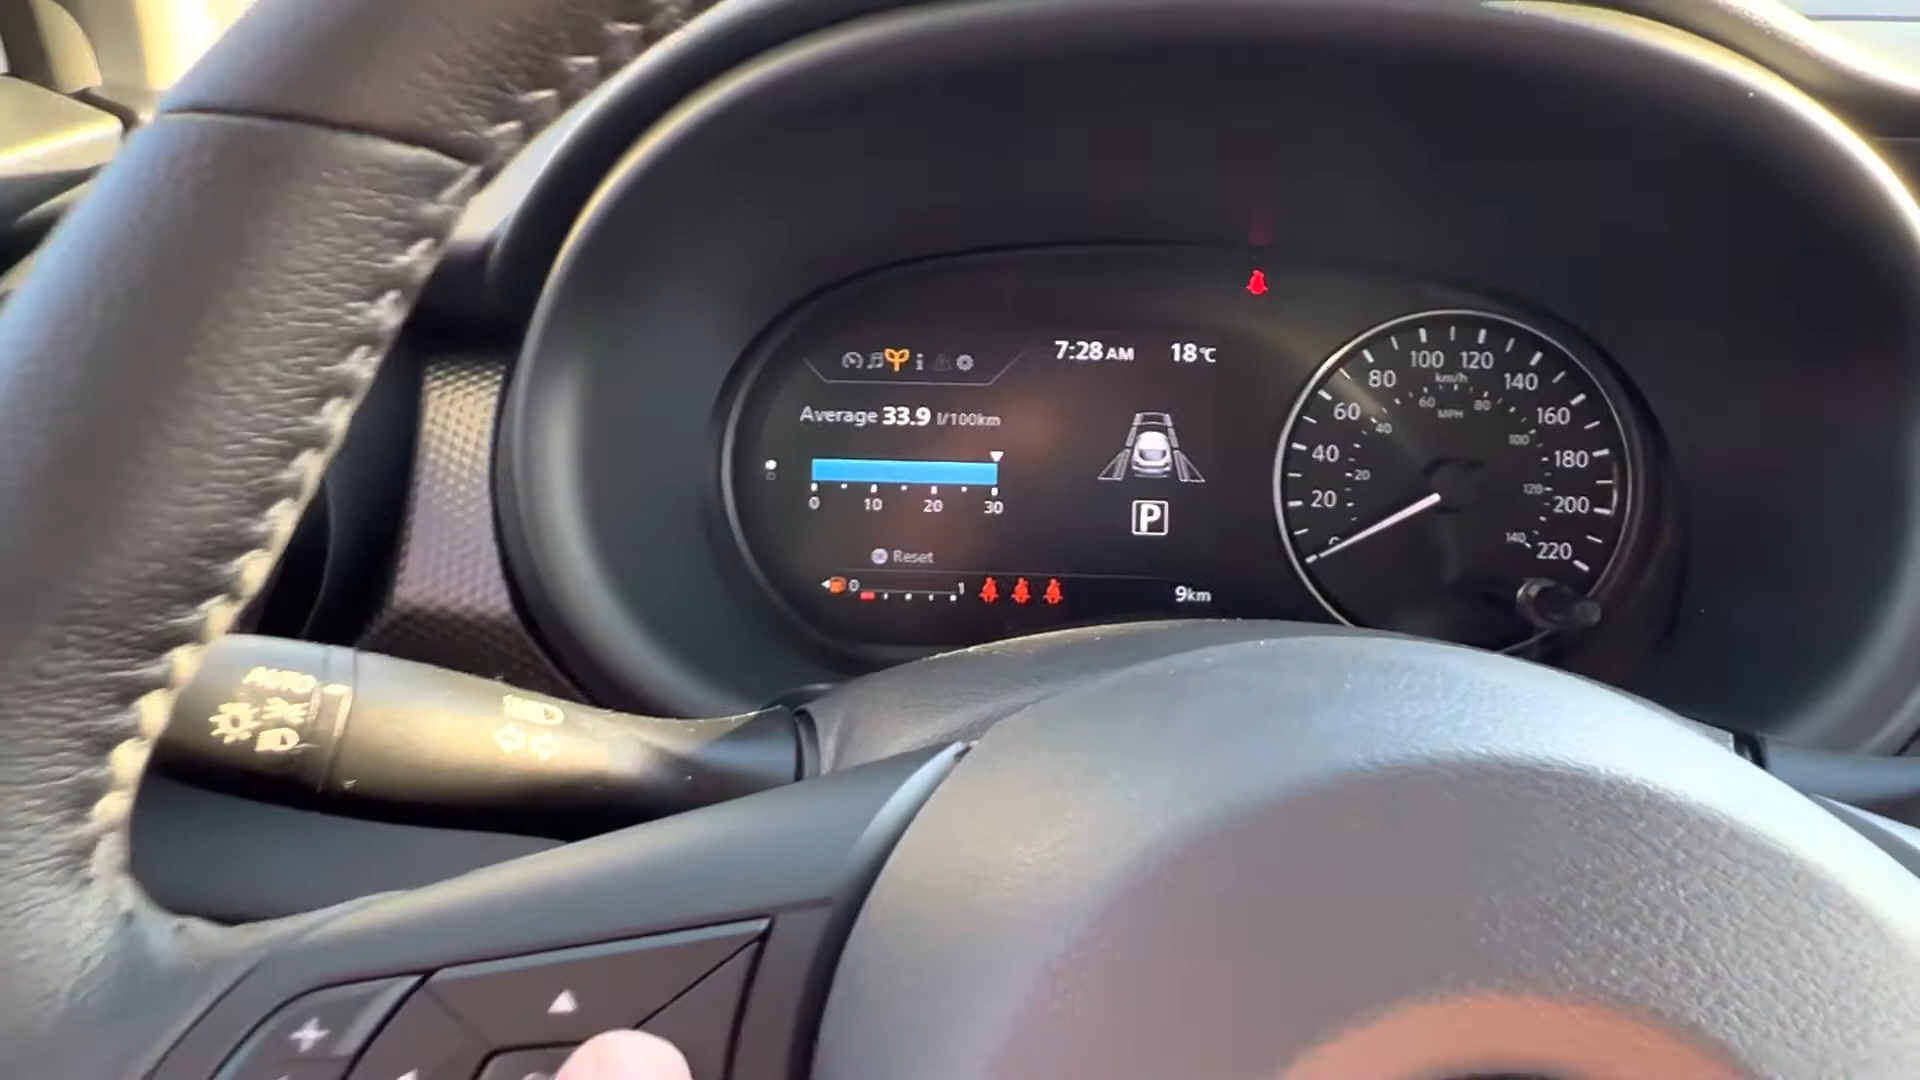 7:28 AM 18°C
Average 33.9 l/100km
0 10 20 30
Reset
0 1
9km
P
20 40 60 80 100 120 140 160 180 200 220
km/h
MPH
20 40 60 80 100 120 140
AUTO